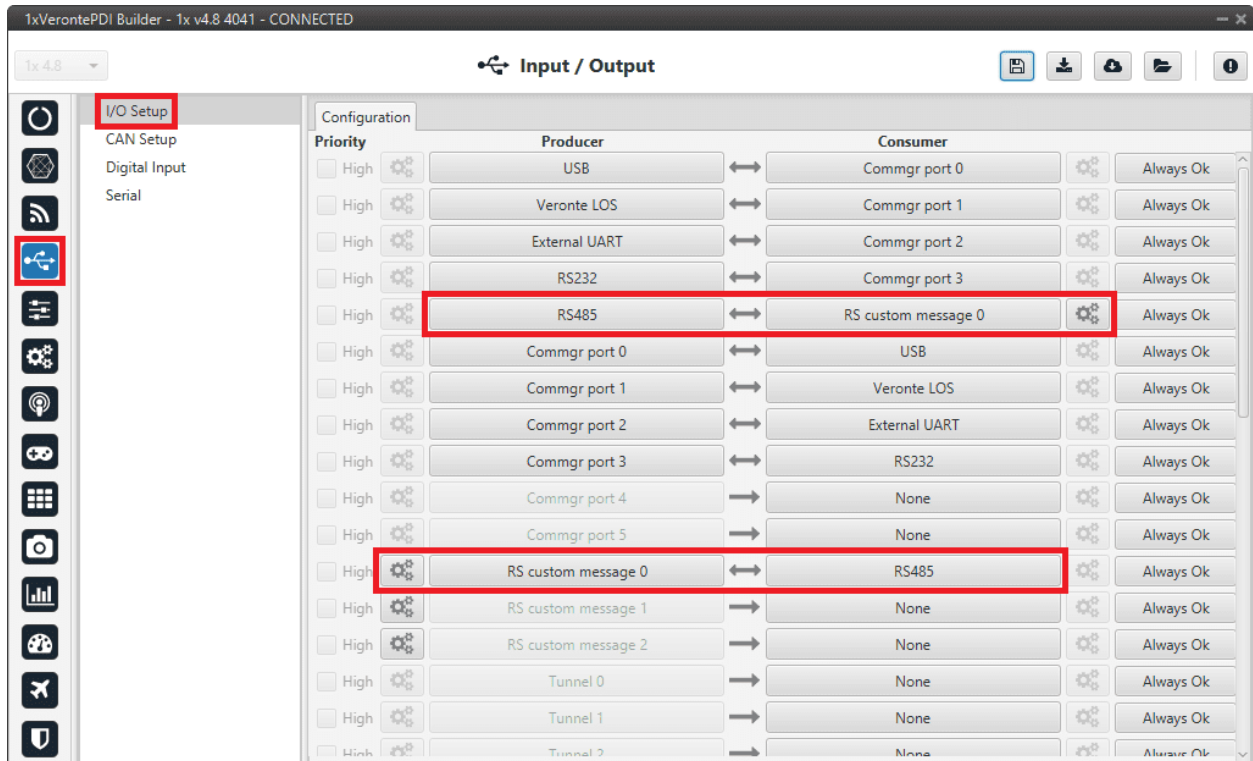 1xVerontePDI Builder - 1x v4.8 4041 - CONNECTED
1x 4.8
Input / Output
I/O Setup
CAN Setup
Digital Input
Serial
Configuration
Priority Producer Consumer
High USB Commgr port 0 Always Ok
High Veronte LOS Commgr port 1 Always Ok
High External UART Commgr port 2 Always Ok
High RS232 Commgr port 3 Always Ok
High RS485 RS custom message 0 Always Ok
High Commgr port 0 USB Always Ok
High Commgr port 1 Veronte LOS Always Ok
High Commgr port 2 External UART Always Ok
High Commgr port 3 RS232 Always Ok
High Commgr port 4 None Always Ok
High Commgr port 5 None Always Ok
High RS custom message 0 RS485 Always Ok
High RS custom message 1 None Always Ok
High RS custom message 2 None Always Ok
High Tunnel 0 None Always Ok
High Tunnel 1 None Always Ok
High Tunnel 2 None Always Ok